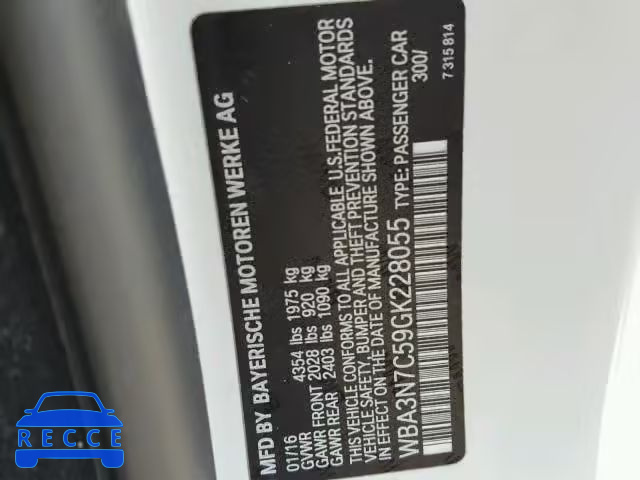 MFD BY BAYERISCHE MOTOREN WERKE AG
01/16
GVWR 4354 lbs 1975 kg
GAWR FRONT 2028 lbs 920 kg
GAWR REAR 2403 lbs 1090 kg
THIS VEHICLE CONFORMS TO ALL APPLICABLE U.S.FEDERAL MOTOR
VEHICLE SAFETY, BUMPER AND THEFT PREVENTION STANDARDS
IN EFFECT ON THE DATE OF MANUFACTURE SHOWN ABOVE.
WBA3N7C59GK228055 TYPE: PASSENGER CAR
300/
7 315 814
RECCE